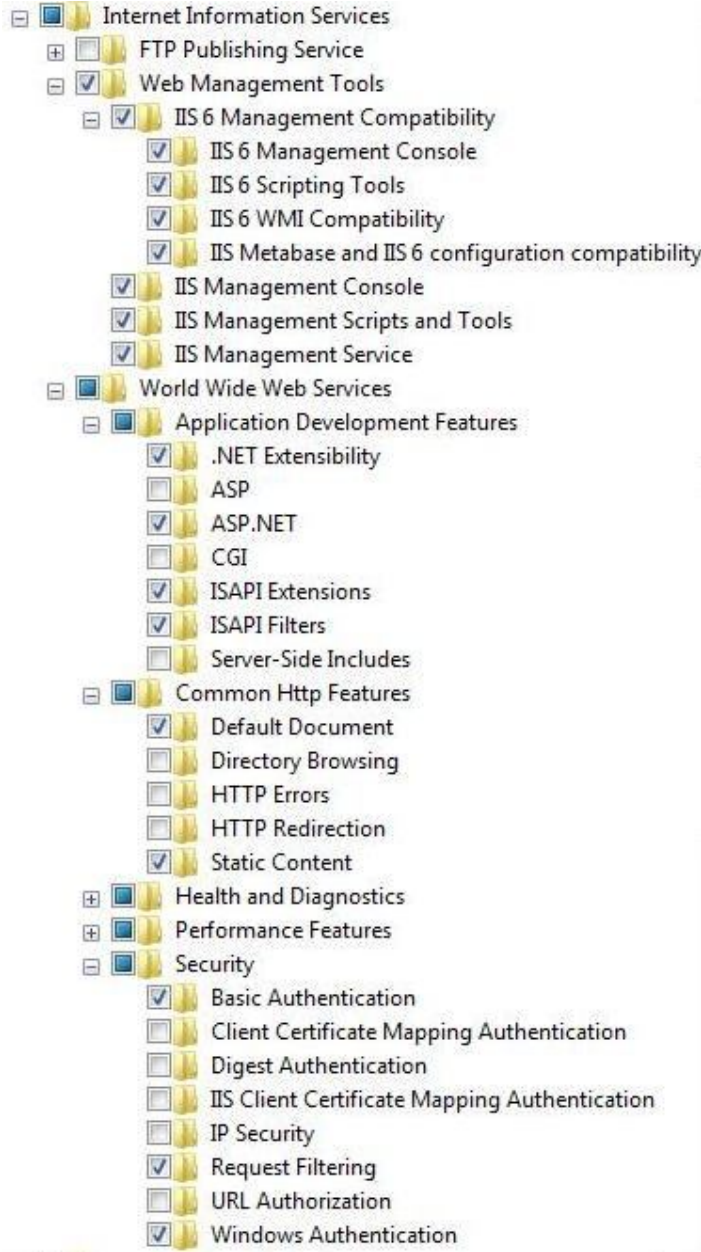 Internet Information Services
FTP Publishing Service
Web Management Tools
IIS 6 Management Compatibility
IIS 6 Management Console
IIS 6 Scripting Tools
IIS 6 WMI Compatibility
IIS Metabase and IIS 6 configuration compatibility
IIS Management Console
IIS Management Scripts and Tools
IIS Management Service
World Wide Web Services
Application Development Features
.NET Extensibility
ASP
ASP.NET
CGI
ISAPI Extensions
ISAPI Filters
Server-Side Includes
Common Http Features
Default Document
Directory Browsing
HTTP Errors
HTTP Redirection
Static Content
Health and Diagnostics
Performance Features
Security
Basic Authentication
Client Certificate Mapping Authentication
Digest Authentication
IIS Client Certificate Mapping Authentication
IP Security
Request Filtering
URL Authorization
Windows Authentication